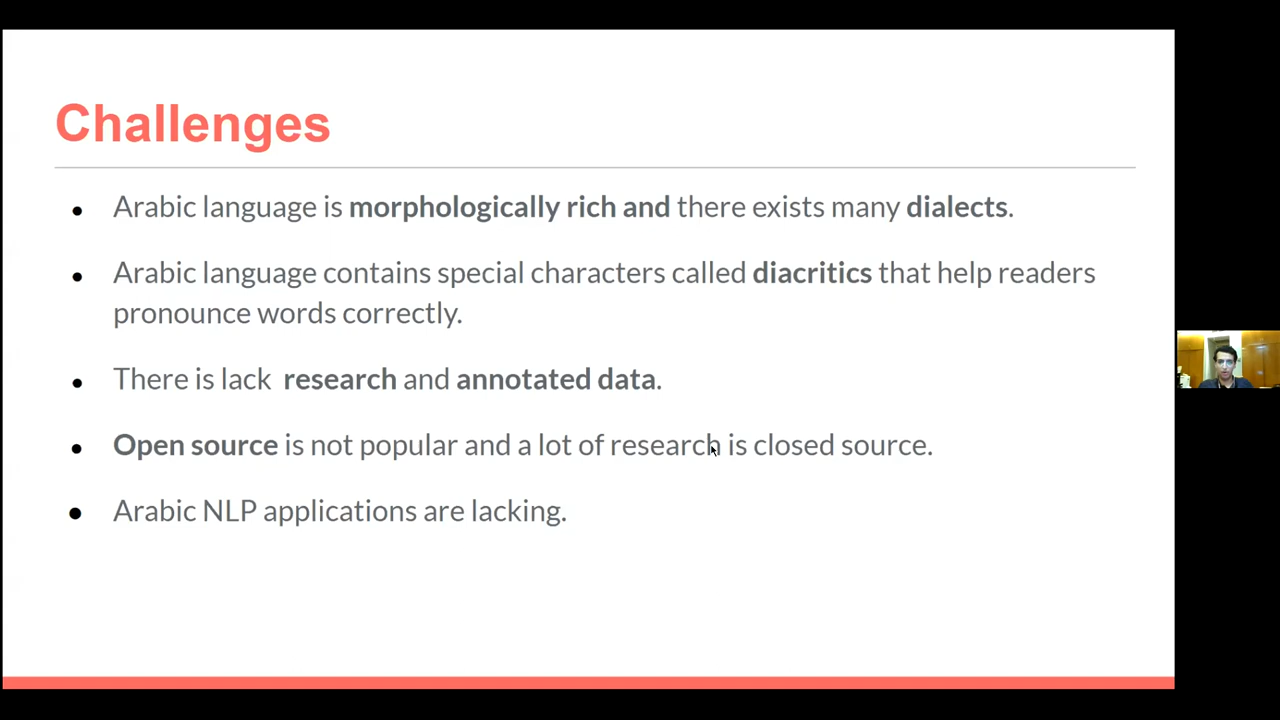 Challenges
● Arabic language is morphologically rich and there exists many dialects.
● Arabic language contains special characters called diacritics that help readers
pronounce words correctly.
● There is lack research and annotated data.
● Open source is not popular and a lot of research is closed source.
● Arabic NLP applications are lacking.